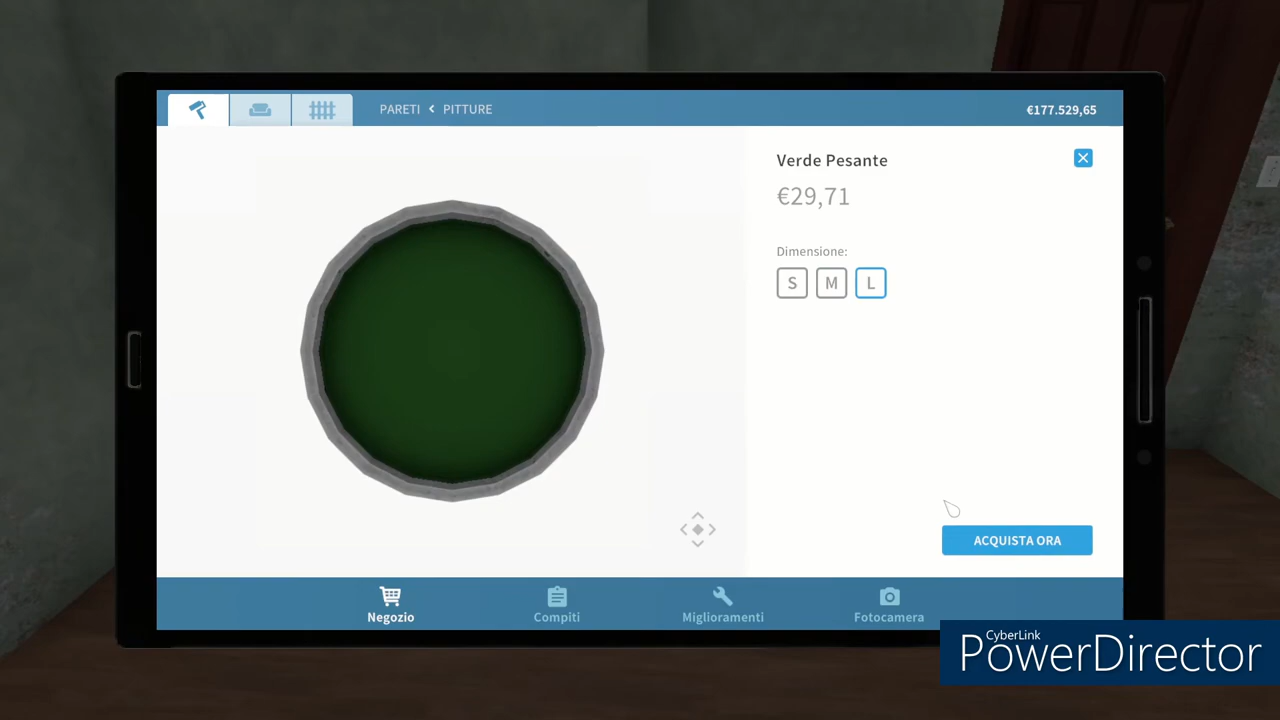 PARETI < PITTURE
€177.529,65
Verde Pesante
€29,71
Dimensione:
S M L
ACQUISTA ORA
Negozio
Compiti
Miglioramenti
Fotocamera
CyberLink
PowerDirector